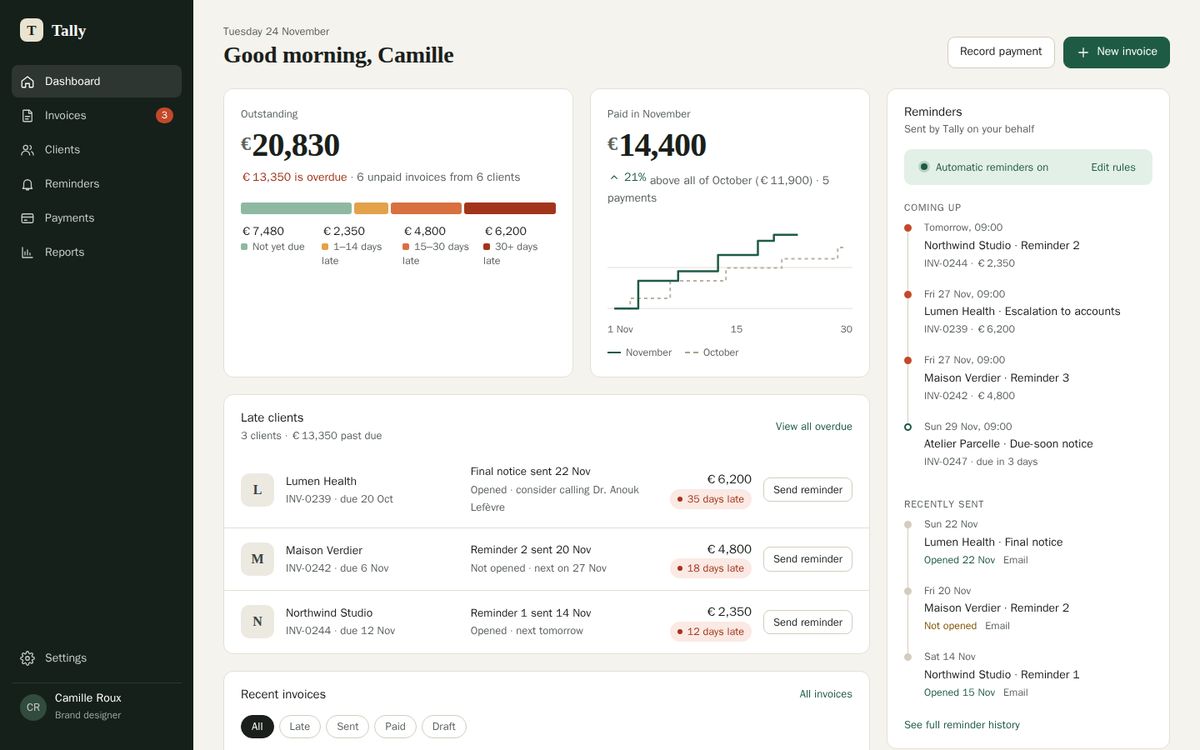 T Tally
Dashboard
Invoices 3
Clients
Reminders
Payments
Reports
Settings
CR Camille Roux
Brand designer
Tuesday 24 November
Good morning, Camille
Record payment
+ New invoice
Outstanding
€20,830
€ 13,350 is overdue · 6 unpaid invoices from 6 clients
€ 7,480
Not yet due
€ 2,350
1–14 days
late
€ 4,800
15–30 days
late
€ 6,200
30+ days
late
Paid in November
€14,400
21% above all of October (€ 11,900) · 5
payments
1 Nov 15 30
November October
Late clients
3 clients · € 13,350 past due
View all overdue
L
Lumen Health
INV-0239 · due 20 Oct
Final notice sent 22 Nov
Opened · consider calling Dr. Anouk
Lefèvre
€ 6,200
35 days late
Send reminder
M
Maison Verdier
INV-0242 · due 6 Nov
Reminder 2 sent 20 Nov
Not opened · next on 27 Nov
€ 4,800
18 days late
Send reminder
N
Northwind Studio
INV-0244 · due 12 Nov
Reminder 1 sent 14 Nov
Opened · next tomorrow
€ 2,350
12 days late
Send reminder
Recent invoices
All invoices
All Late Sent Paid Draft
Reminders
Sent by Tally on your behalf
Automatic reminders on Edit rules
COMING UP
Tomorrow, 09:00
Northwind Studio · Reminder 2
INV-0244 · € 2,350
Fri 27 Nov, 09:00
Lumen Health · Escalation to accounts
INV-0239 · € 6,200
Fri 27 Nov, 09:00
Maison Verdier · Reminder 3
INV-0242 · € 4,800
Sun 29 Nov, 09:00
Atelier Parcelle · Due-soon notice
INV-0247 · due in 3 days
RECENTLY SENT
Sun 22 Nov
Lumen Health · Final notice
Opened 22 Nov Email
Fri 20 Nov
Maison Verdier · Reminder 2
Not opened Email
Sat 14 Nov
Northwind Studio · Reminder 1
Opened 15 Nov Email
See full reminder history